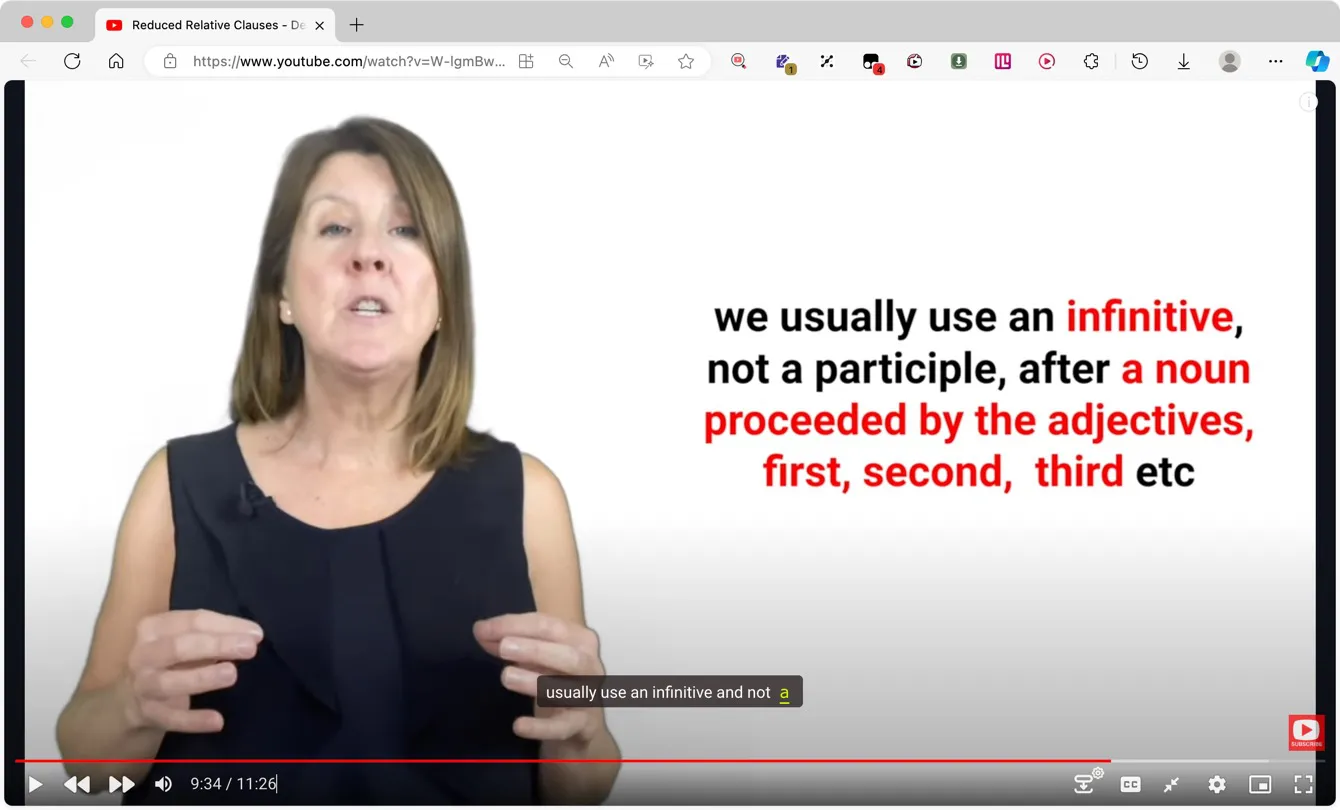 Reduced Relative Clauses - De
https://www.youtube.com/watch?v=W-IgmBw...
1
4
we usually use an infinitive,
not a participle, after a noun
proceeded by the adjectives,
first, second, third etc
usually use an infinitive and not a
SUBSCRIBE
9:34 / 11:26
CC